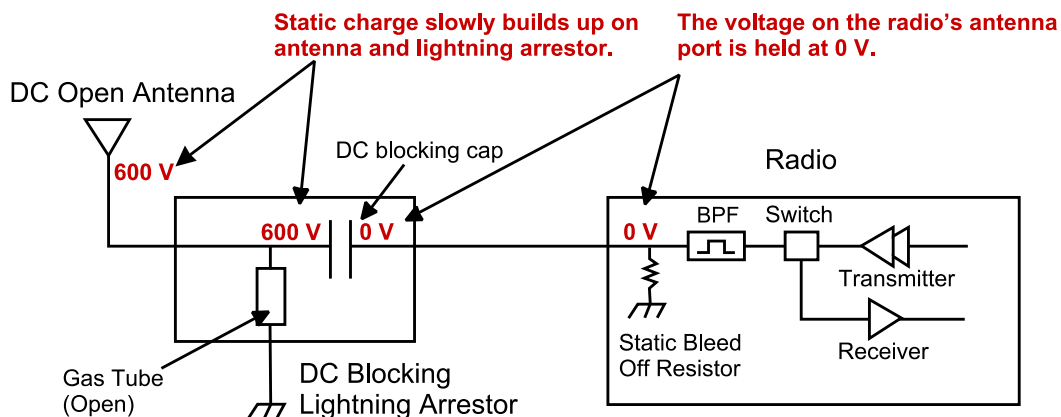 Static charge slowly builds up on
antenna and lightning arrestor.
The voltage on the radio's antenna
port is held at 0 V.
DC Open Antenna
600 V
DC blocking cap
Radio
600 V
0 V
0 V
BPF
Switch
Transmitter
Receiver
Static Bleed
Off Resistor
Gas Tube
(Open)
DC Blocking
Lightning Arrestor